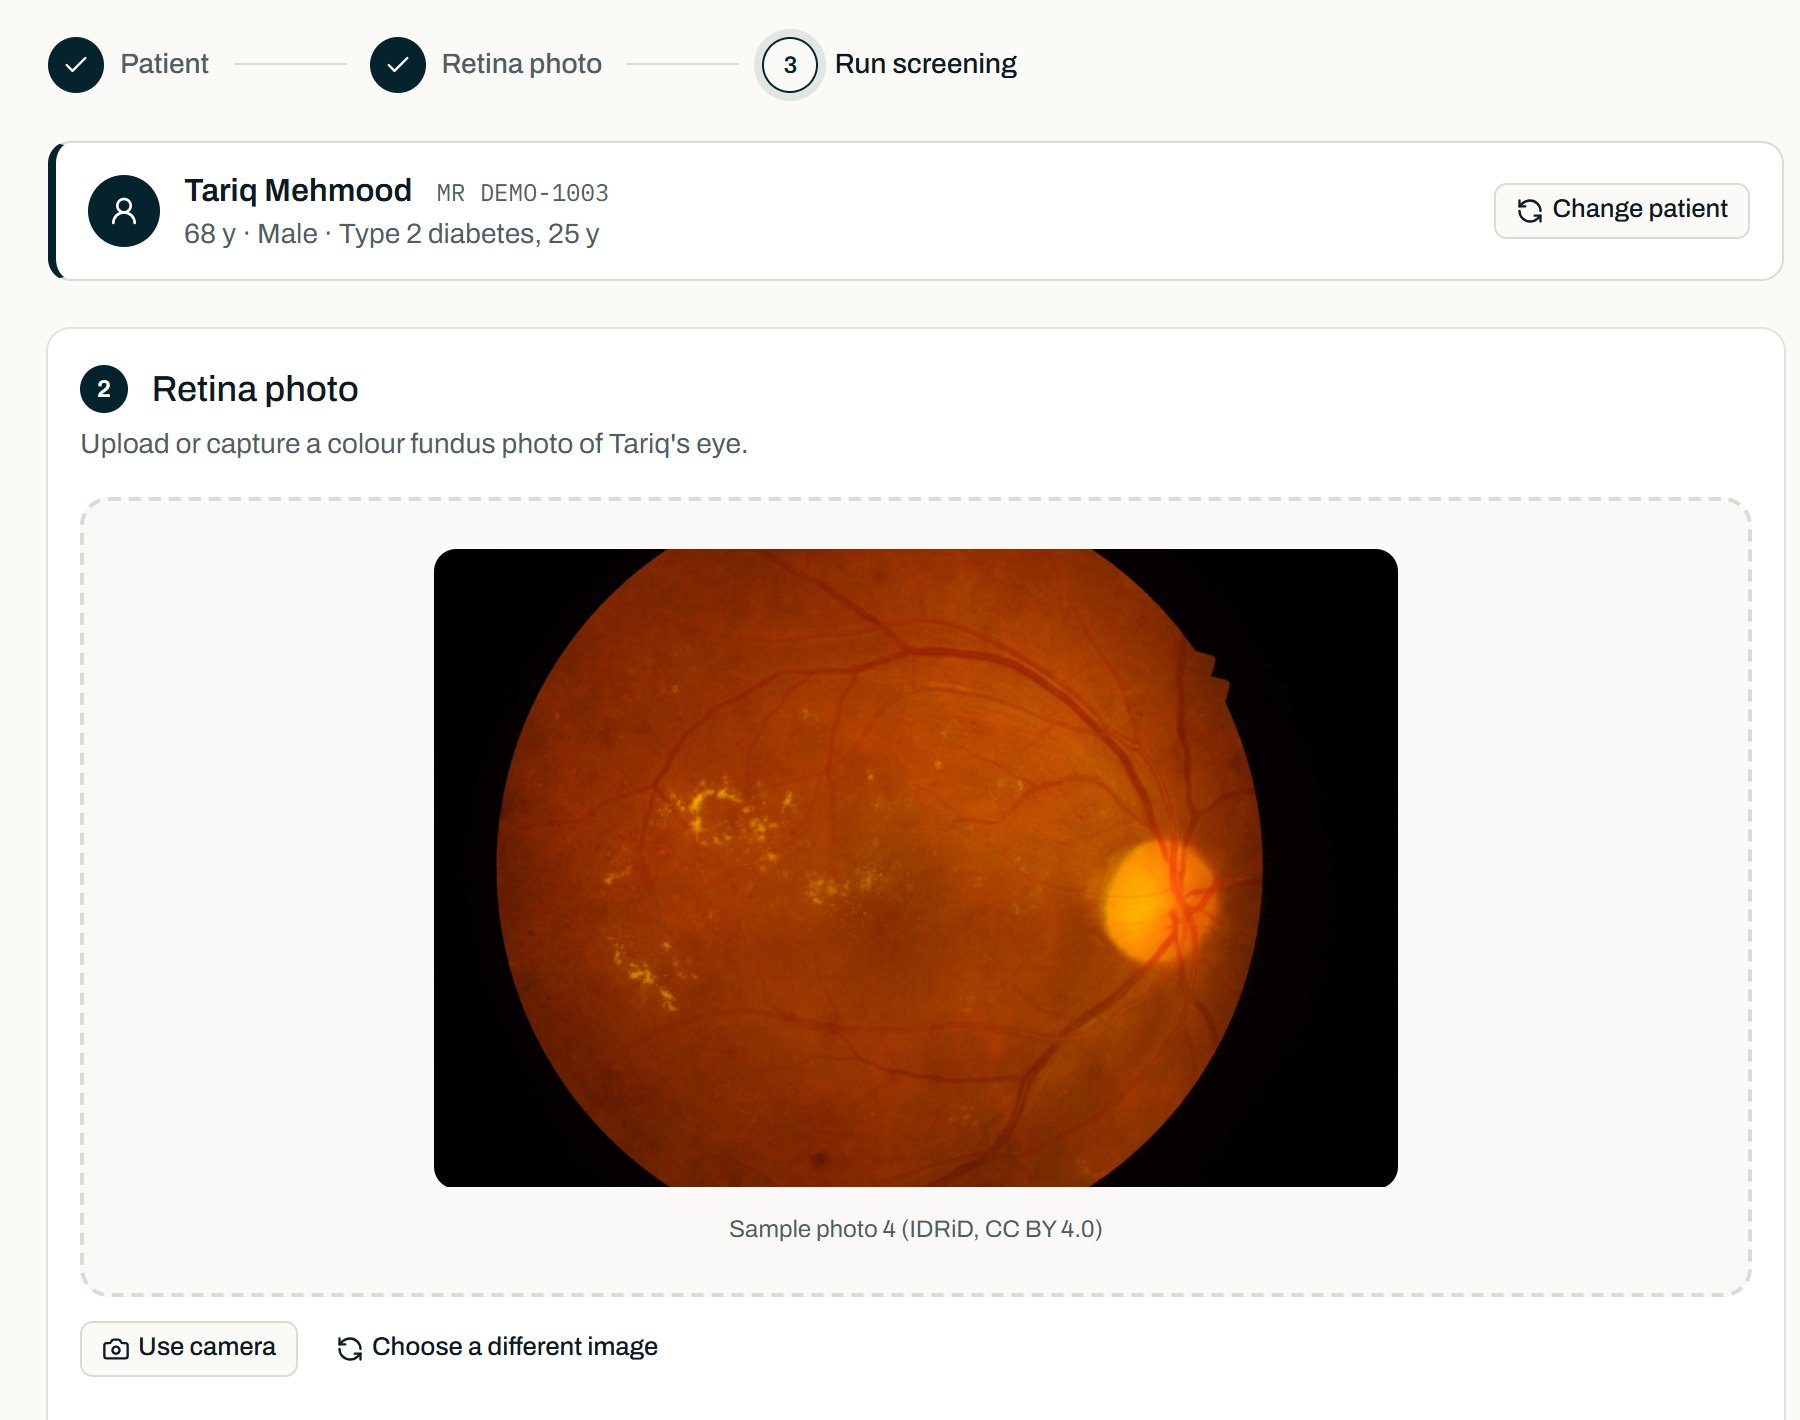 Patient
Retina photo
3 Run screening
Tariq Mehmood MR DEMO-1003
68 y · Male · Type 2 diabetes, 25 y
Change patient
2 Retina photo
Upload or capture a colour fundus photo of Tariq's eye.
Sample photo 4 (IDRiD, CC BY 4.0)
Use camera
Choose a different image